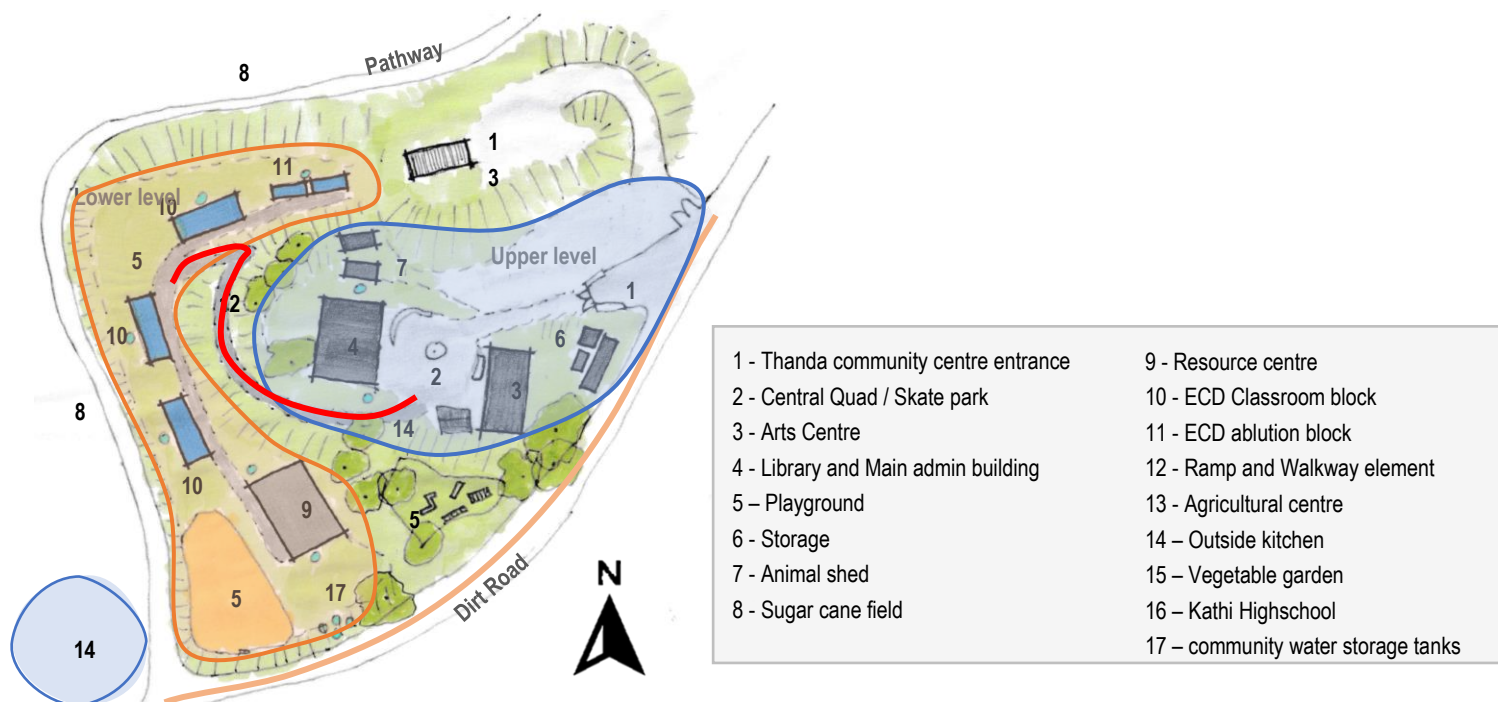 8
Pathway
1
3
11
Lower level
10
5
7
Upper level
1
12
10
6
4
2
3
8
14
10
9
5
5
17
N
Dirt Road
14
1 - Thanda community centre entrance
2 - Central Quad / Skate park
3 - Arts Centre
4 - Library and Main admin building
5 – Playground
6 - Storage
7 - Animal shed
8 - Sugar cane field
9 - Resource centre
10 - ECD Classroom block
11 - ECD ablution block
12 - Ramp and Walkway element
13 - Agricultural centre
14 – Outside kitchen
15 – Vegetable garden
16 – Kathi Highschool
17 – community water storage tanks